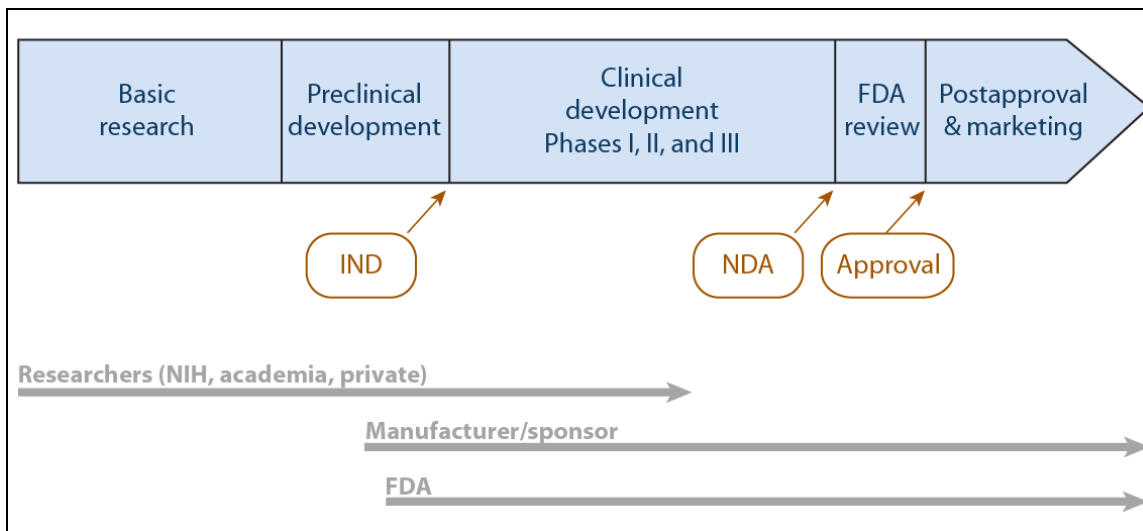 Basic
research
Preclinical
development
Clinical
development
Phases I, II, and III
FDA
review
Postapproval
& marketing
IND
NDA
Approval
Researchers (NIH, academia, private)
Manufacturer/sponsor
FDA